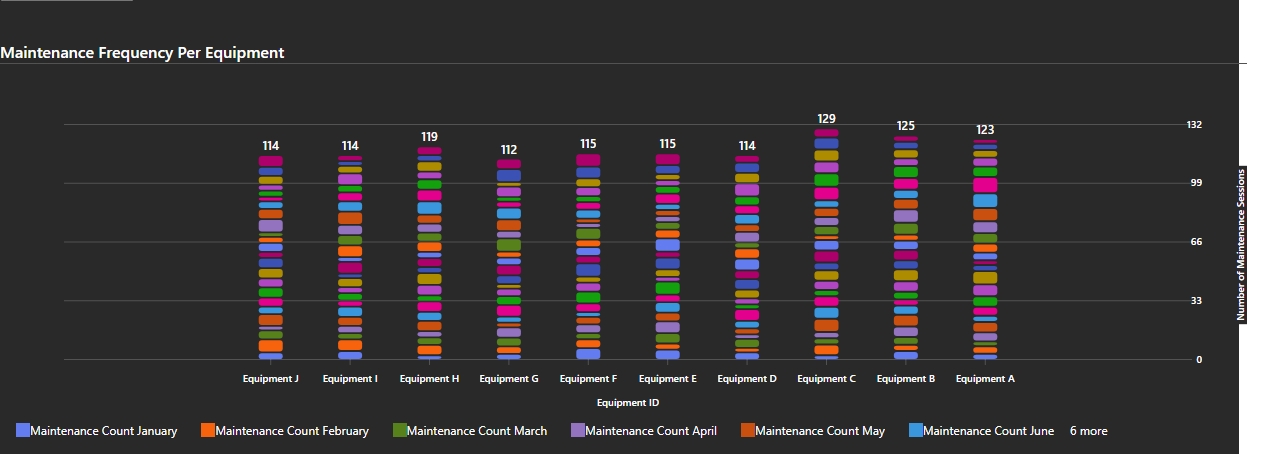 Maintenance Frequency Per Equipment
114 114 119 112 115 115 114 129 125 123
132
99
66
33
0
Number of Maintenance Sessions
Equipment J Equipment I Equipment H Equipment G Equipment F Equipment E Equipment D Equipment C Equipment B Equipment A
Equipment ID
Maintenance Count January Maintenance Count February Maintenance Count March Maintenance Count April Maintenance Count May Maintenance Count June 6 more